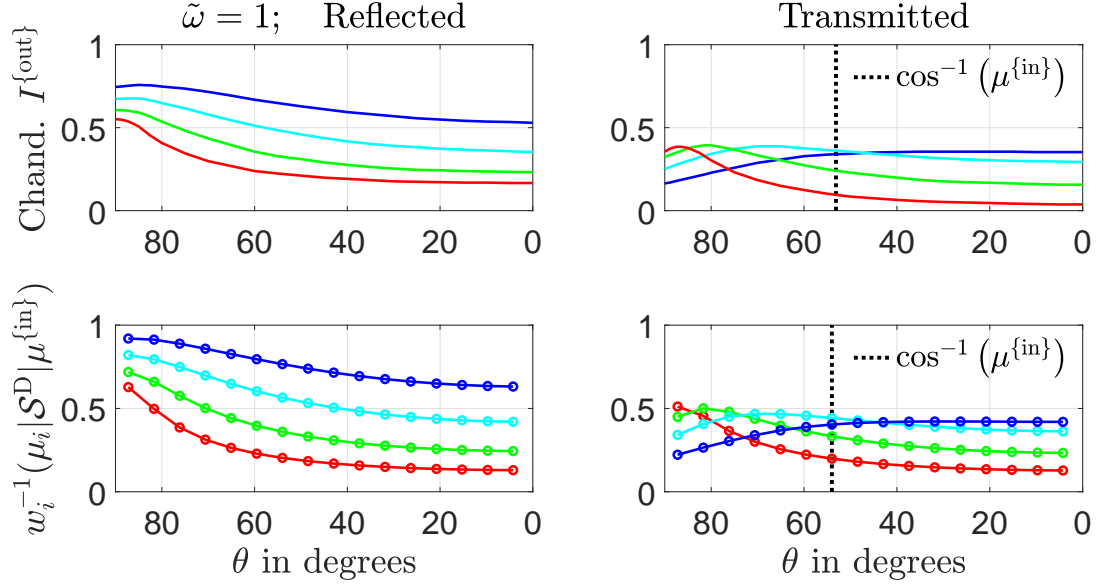 ω̃ = 1; Reflected
Transmitted
Chand. I^{out}
1
0.5
0
80 60 40 20 0
1
0.5
0
80 60 40 20 0
cos⁻¹ (μ^{in})
w_i^{-1}(μ_i|𝒮^D|μ^{in})
1
0.5
0
80 60 40 20 0
θ in degrees
1
0.5
0
80 60 40 20 0
cos⁻¹ (μ^{in})
θ in degrees